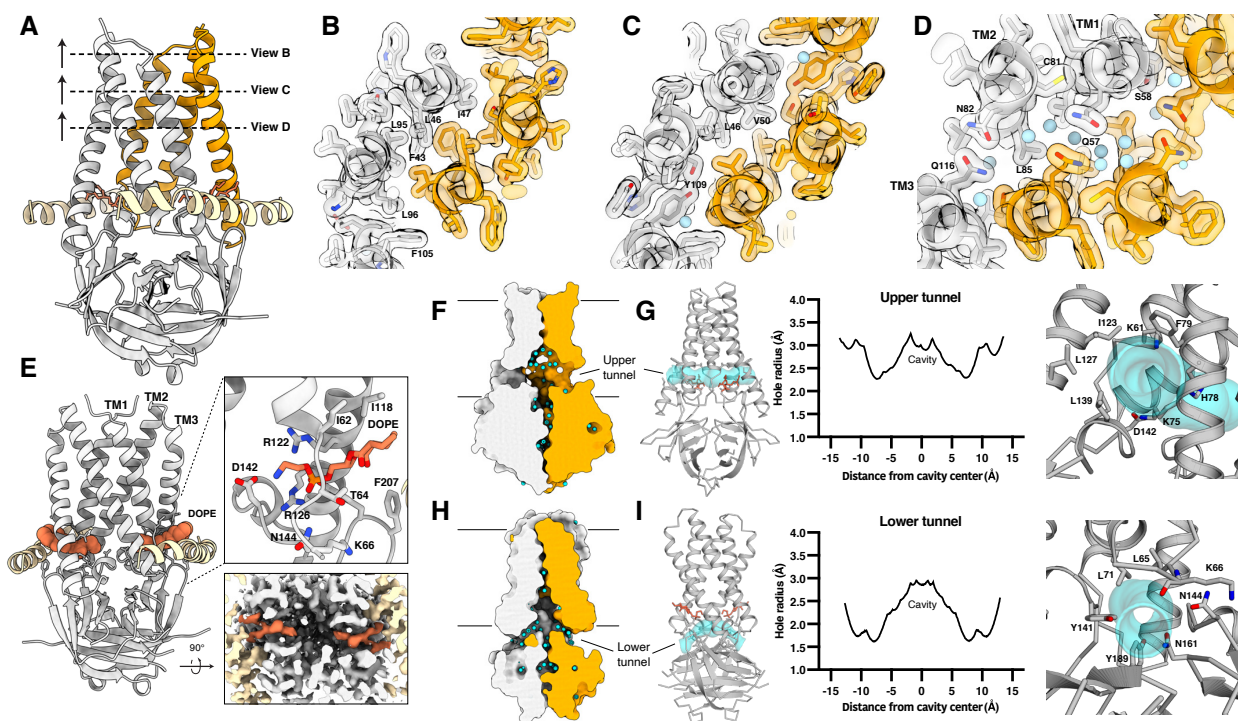 A
View B
View C
View D
B
L95
L46
I47
F43
L96
F105
C
L46
V50
Y109
D
TM2
TM1
C81
S58
N82
Q57
Q116
L85
TM3
E
TM1
TM2
TM3
DOPE
90°
I118
I62
DOPE
R122
D142
F207
T64
R126
N144
K66
F
Upper
tunnel
G
Upper tunnel
Hole radius (Å)
4.0
3.5
3.0
2.5
2.0
1.5
1.0
Cavity
-15
-10
-5
0
5
10
15
Distance from cavity center (Å)
I123
K61
F79
L127
L139
H78
K75
D142
H
Lower
tunnel
I
Lower tunnel
Hole radius (Å)
4.0
3.5
3.0
2.5
2.0
1.5
1.0
Cavity
-15
-10
-5
0
5
10
15
Distance from cavity center (Å)
L65
K66
L71
N144
Y141
Y189
N161